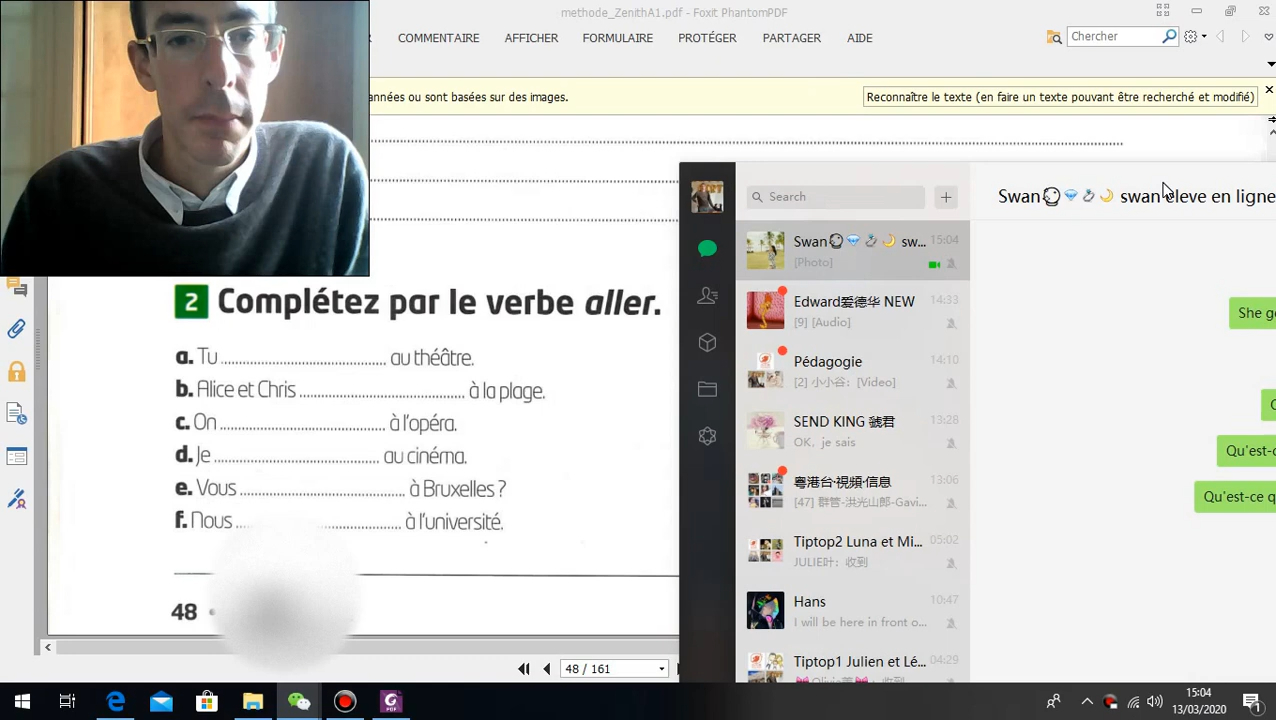 methode_ZenithA1.pdf - Foxit PhantomPDF
COMMENTAIRE AFFICHER FORMULAIRE PROTÉGER PARTAGER AIDE
Chercher
ou sont basées sur des images.
Reconnaître le texte (en faire un texte pouvant être recherché et modifié)
2 Complétez par le verbe aller.
a. Tu ........ au théâtre.
b. Alice et Chris ........ à la plage.
c. On ........ à l'opéra.
d. Je ........ au cinéma.
e. Vous ........ à Bruxelles ?
f. Nous ........ à l'université.
48
48 / 161
Search
+
Swan swan eleve en ligne
Swan sw... 15:04
[Photo]
Edward爱德华 NEW 14:33
[9] [Audio]
Pédagogie 14:10
[2] 小小谷: [Video]
SEND KING 虢君 13:28
OK, je sais
粵港台·視頻·信息 13:06
[47] 群管-洪光山郎-Gavi...
Tiptop2 Luna et Mi... 05:02
JULIE叶: 收到
Hans 10:47
I will be here in front o...
Tiptop1 Julien et Lé... 04:29
She
Qu'est-
Qu'est-ce
15:04
13/03/2020
1